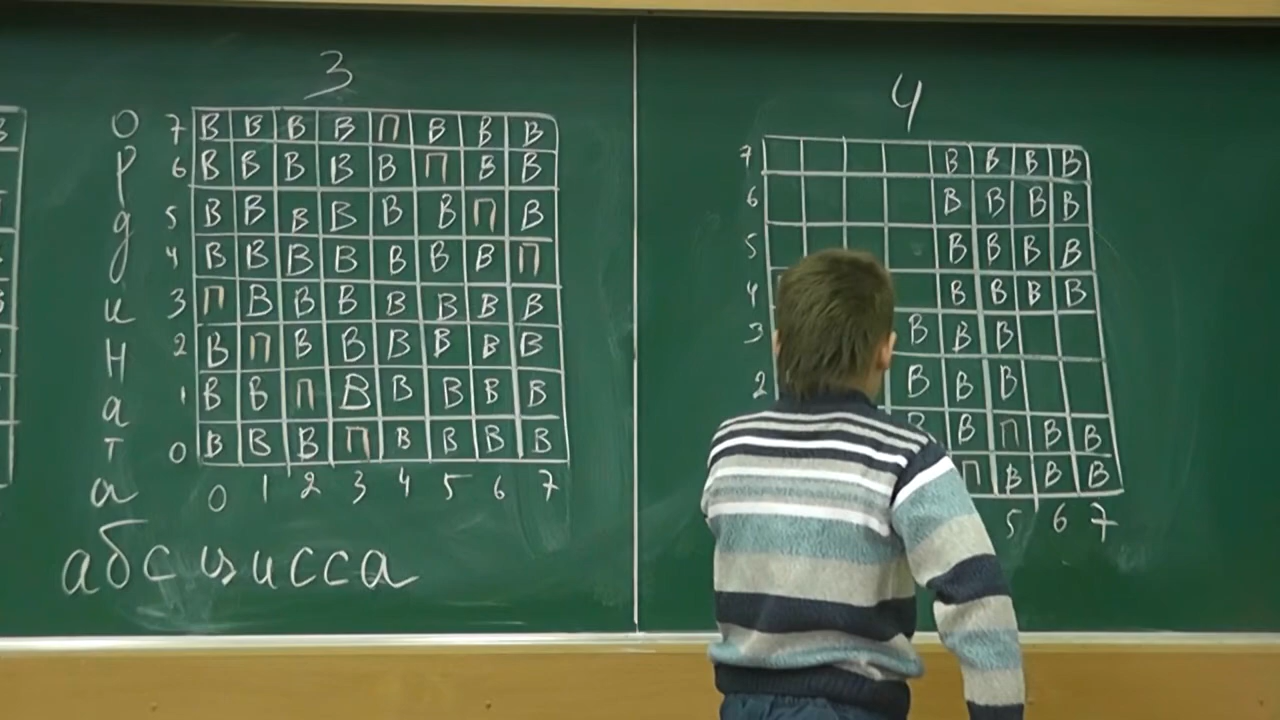 3
О 7 В В В В П В В В
р 6 В В В В В П В В
д 5 В В В В В В П В
и 4 В В В В В В В П
н 3 П В В В В В В В
а 2 В П В В В В В В
т 1 В В П В В В В В
а 0 В В В П В В В В
0 1 2 3 4 5 6 7
абсцисса
4
7 В В В В
6 В В В В
5 В В В В
4 В В В В
3 В В В
2 В В В
В В П В В
П В В В
5 6 7